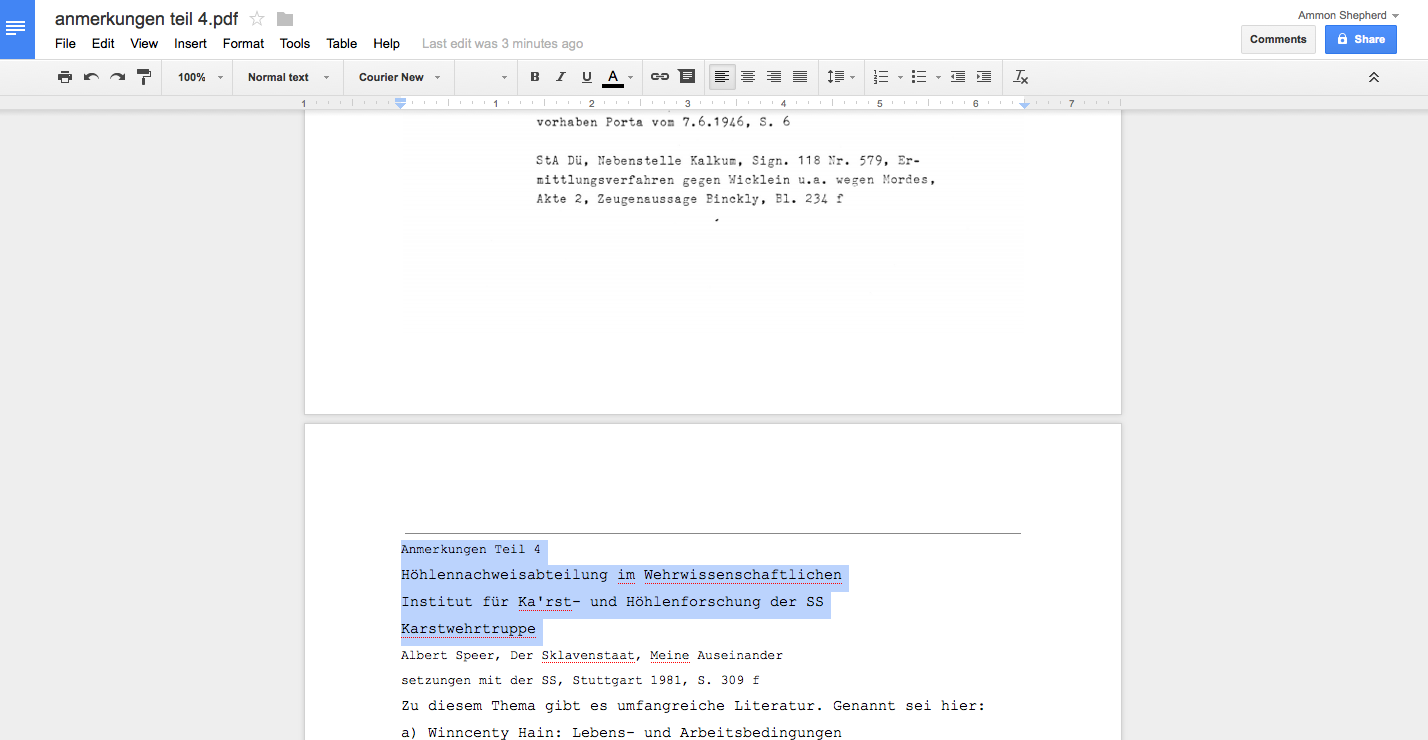 anmerkungen teil 4.pdf
Ammon Shepherd
File Edit View Insert Format Tools Table Help Last edit was 3 minutes ago
Comments Share
100% Normal text Courier New B I U A
1 1 2 3 4 5 6 7
vorhaben Porta vom 7.6.1946, S. 6
StA Dü, Nebenstelle Kalkum, Sign. 118 Nr. 579, Er-
mittlungsverfahren gegen Wicklein u.a. wegen Mordes,
Akte 2, Zeugenaussage Binckly, Bl. 234 f
Anmerkungen Teil 4
Höhlennachweisabteilung im Wehrwissenschaftlichen
Institut für Ka'rst- und Höhlenforschung der SS
Karstwehrtruppe
Albert Speer, Der Sklavenstaat, Meine Auseinander
setzungen mit der SS, Stuttgart 1981, S. 309 f
Zu diesem Thema gibt es umfangreiche Literatur. Genannt sei hier:
a) Winncenty Hain: Lebens- und Arbeitsbedingungen